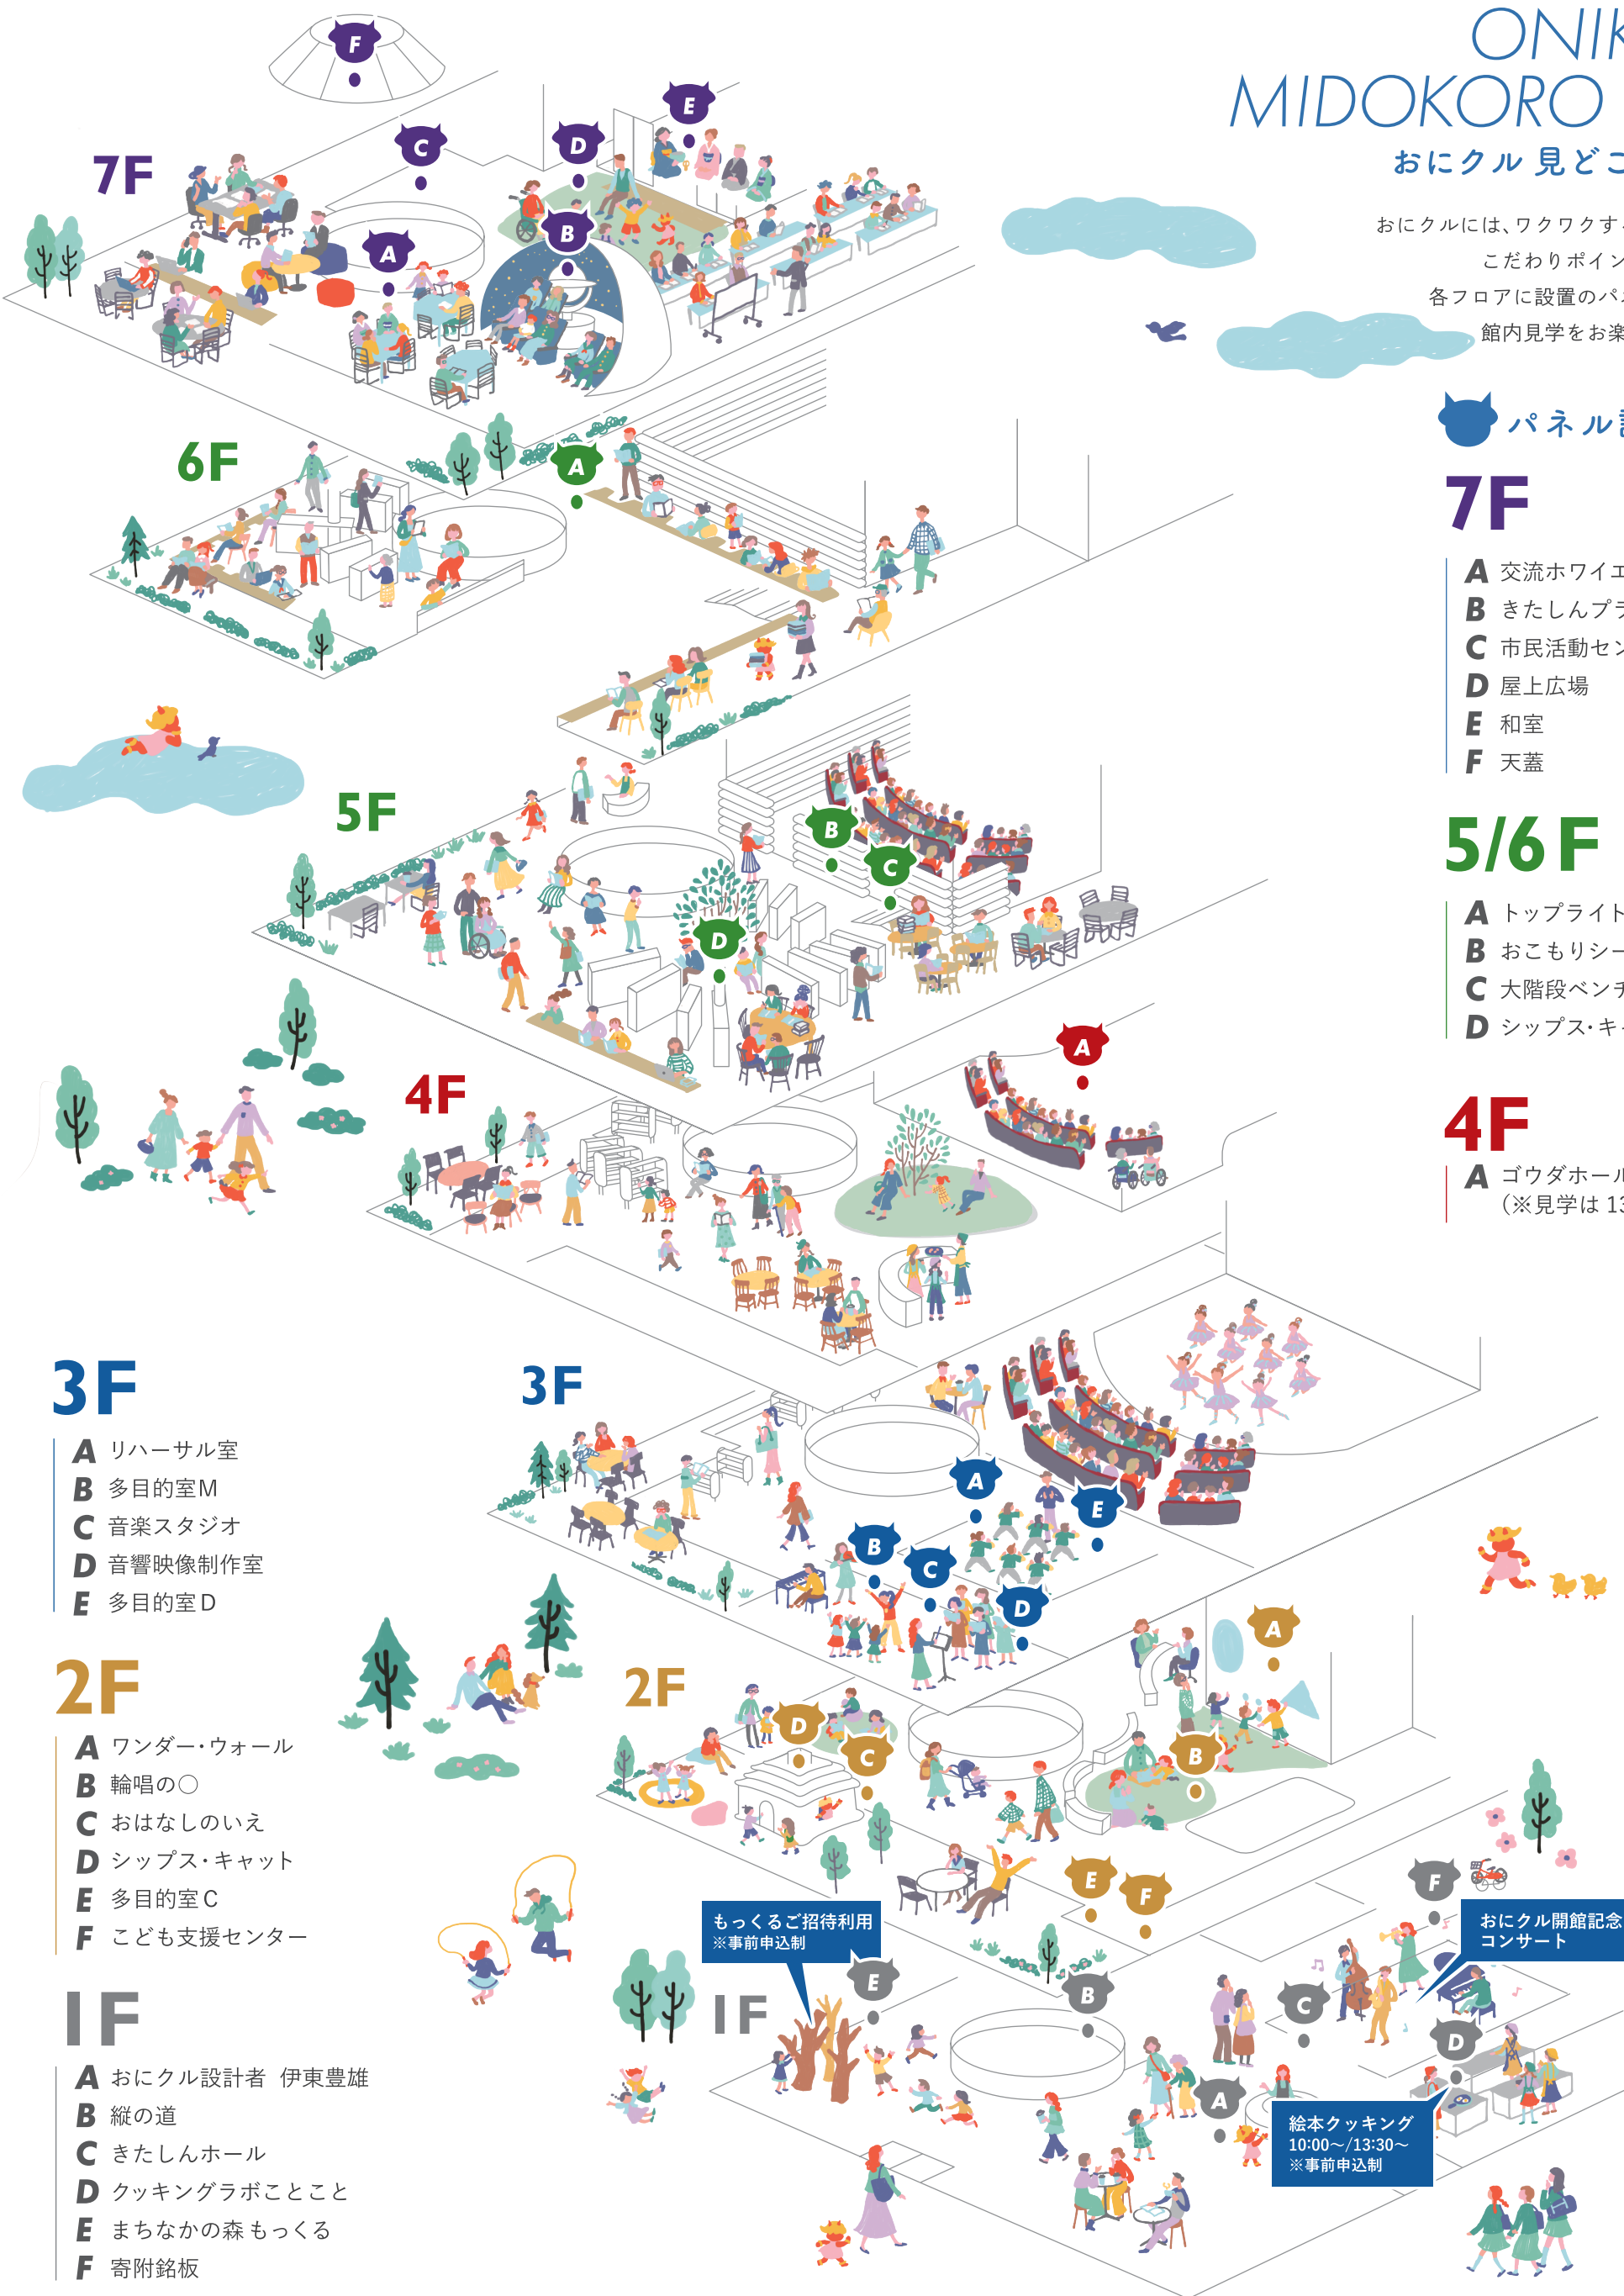 ONIK
MIDOKORO
おにクル 見どこ
おにクルには、ワクワクす
こだわりポイン
各フロアに設置のパ
館内見学をお楽
パネル
7F
A 交流ホワイエ
B きたしんプラ
C 市民活動セン
D 屋上広場
E 和室
F 天蓋
5/6F
A トップライト
B おこもりシー
C 大階段ベンチ
D シップス・キャ
4F
A ゴウダホール
(※見学は 13
F
E
C
D
B
A
7F
6F
A
5F
B
C
D
4F
A
3F
A リハーサル室
B 多目的室M
C 音楽スタジオ
D 音響映像制作室
E 多目的室D
3F
A
E
B
C
D
2F
A ワンダー・ウォール
B 輪唱の○
C おはなしのいえ
D シップス・キャット
E 多目的室C
F こども支援センター
2F
A
D
C
B
E
F
1F
A おにクル設計者 伊東豊雄
B 縦の道
C きたしんホール
D クッキングラボことこと
E まちなかの森 もっくる
F 寄附銘板
もっくるご招待利用
※事前申込制
おにクル開館記念
コンサート
1F
F
E
B
C
D
A
絵本クッキング
10:00〜/13:30〜
※事前申込制